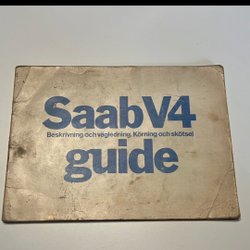 Saab V4
Beskrivning och vägledning. Körning och skötsel
guide